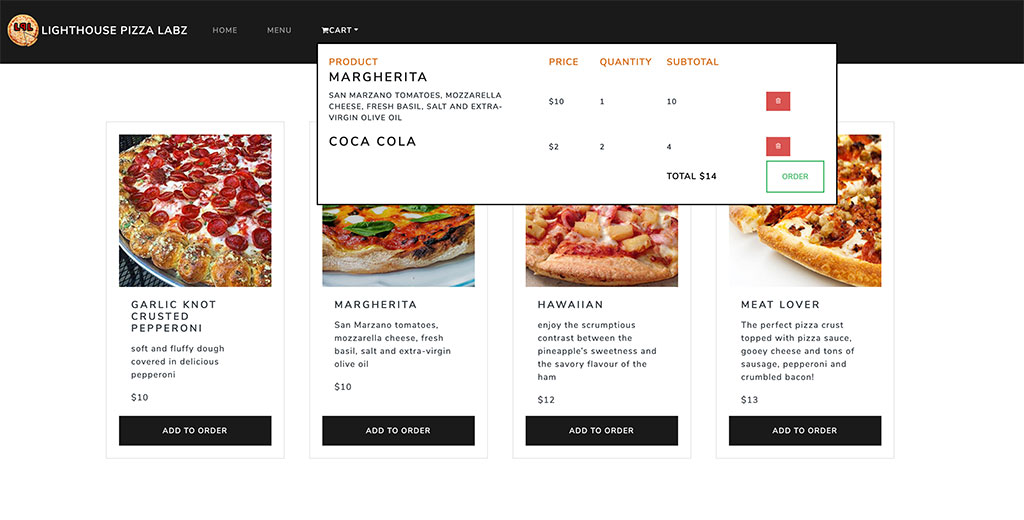 LIGHTHOUSE PIZZA LABZ HOME MENU CART
PRODUCT PRICE QUANTITY SUBTOTAL
MARGHERITA
SAN MARZANO TOMATOES, MOZZARELLA
CHEESE, FRESH BASIL, SALT AND EXTRA-
VIRGIN OLIVE OIL
$10 1 10
COCA COLA
$2 2 4
TOTAL $14 ORDER
GARLIC KNOT
CRUSTED
PEPPERONI
soft and fluffy dough
covered in delicious
pepperoni
$10
ADD TO ORDER
MARGHERITA
San Marzano tomatoes,
mozzarella cheese, fresh
basil, salt and extra-virgin
olive oil
$10
ADD TO ORDER
HAWAIIAN
enjoy the scrumptious
contrast between the
pineapple's sweetness and
the savory flavour of the
ham
$12
ADD TO ORDER
MEAT LOVER
The perfect pizza crust
topped with pizza sauce,
gooey cheese and tons of
sausage, pepperoni and
crumbled bacon!
$13
ADD TO ORDER